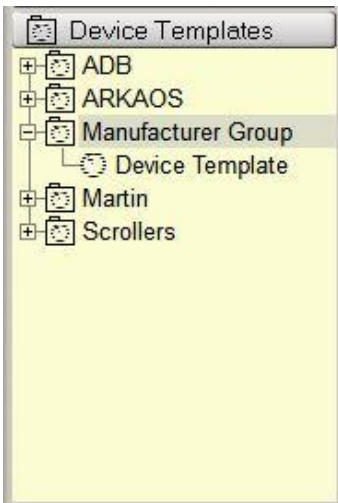 Device Templates
ADB
ARKAOS
Manufacturer Group
Device Template
Martin
Scrollers